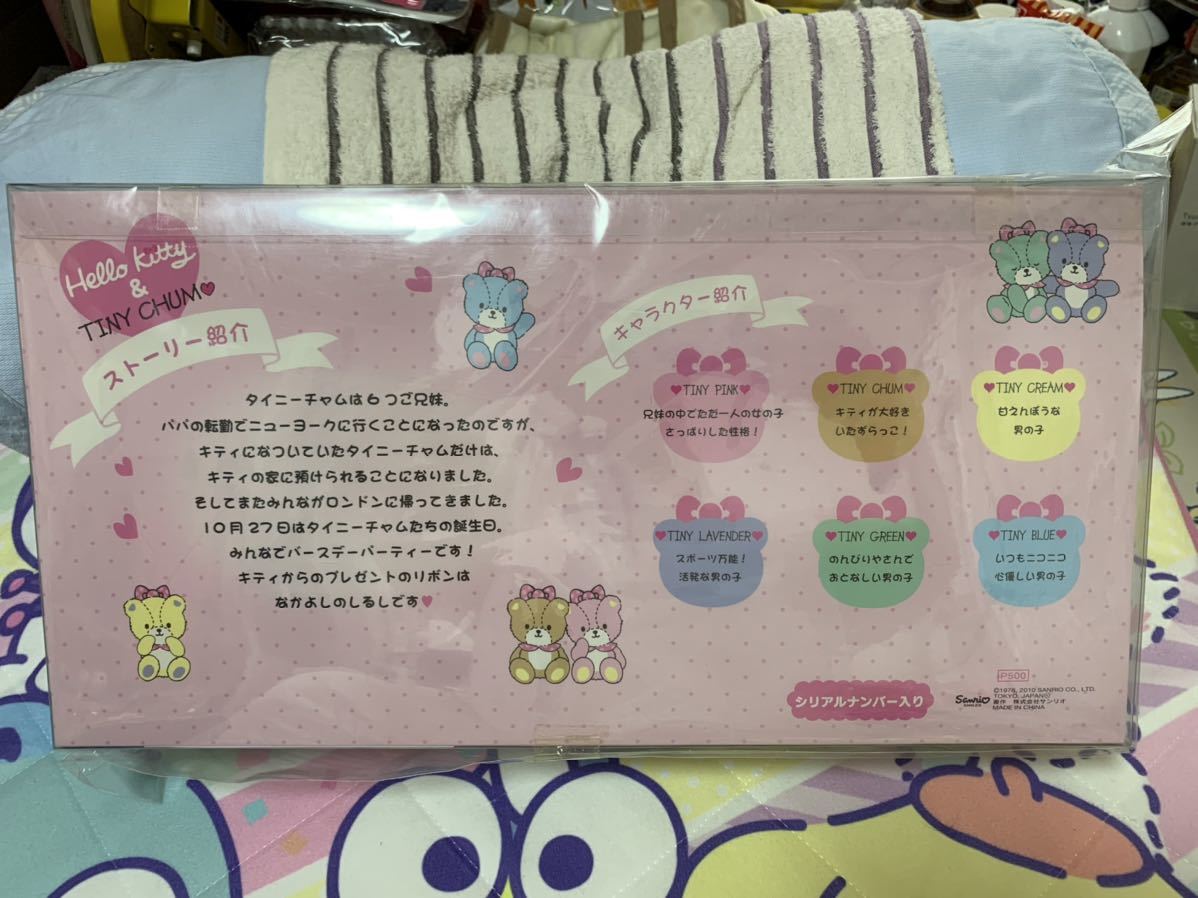 Hello Kitty
&
TINY CHUM
ストーリー紹介
タイニーチャムは6つご兄妹。
パパの転勤でニューヨークに行くことになったのですが、
キティになついていたタイニーチャムだけは、
キティの家に預けられることになりました。
そしてまたみんながロンドンに帰ってきました。
10月27日はタイニーチャムたちの誕生日。
みんなでバースデーパーティーです！
キティからのプレゼントのリボンは
なかよしのしるしです♥
キャラクター紹介
♥TINY PINK♥
兄妹の中でただ一人の女の子
さっぱりした性格！
♥TINY CHUM♥
キティが大好き
いたずらっこ！
♥TINY CREAM♥
甘えんぼうな
男の子
♥TINY LAVENDER♥
スポーツ万能！
活発な男の子
♥TINY GREEN♥
のんびりやさんで
おとなしい男の子
♥TINY BLUE♥
いつもニコニコ
心優しい男の子
シリアルナンバー入り
P500
Sanrio
©1976, 2010 SANRIO CO., LTD.
TOKYO, JAPAN
著作 株式会社サンリオ
MADE IN CHINA